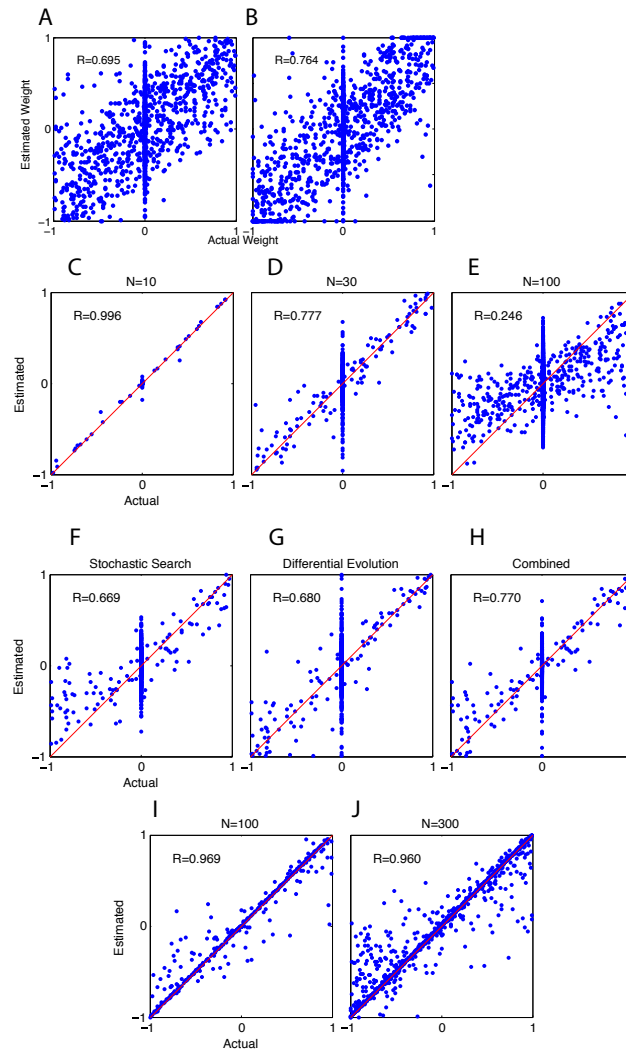 A B
1
R=0.695 R=0.764
Estimated Weight
0
−1
−1 0 1 −1 0 1
Actual Weight
C D E
N=10 N=30 N=100
1
R=0.996 R=0.777 R=0.246
Estimated
0
−1
−1 0 1 −1 0 1 −1 0
Actual
F G H
Stochastic Search Differential Evolution Combined
1
R=0.669 R=0.680 R=0.770
Estimated
0
−1
−1 0 1 −1 0 1 −1 0
Actual
I J
N=100 N=300
1
R=0.969 R=0.960
Estimated
0
−1
−1 0 1 −1 0 1
Actual